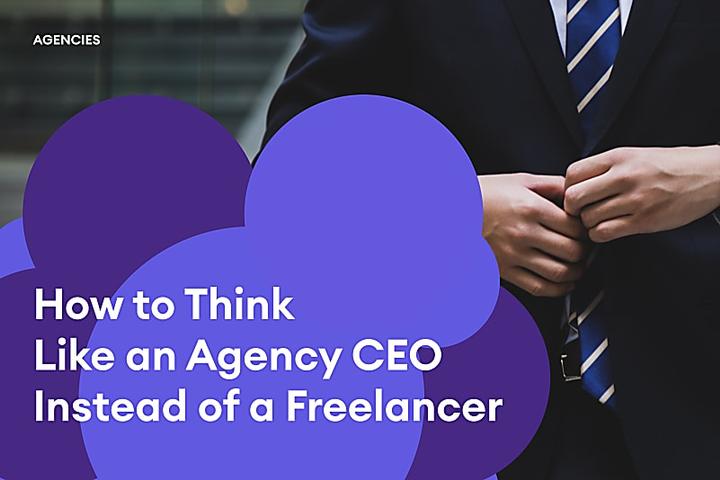 AGENCIES
How to Think
Like an Agency CEO
Instead of a Freelancer